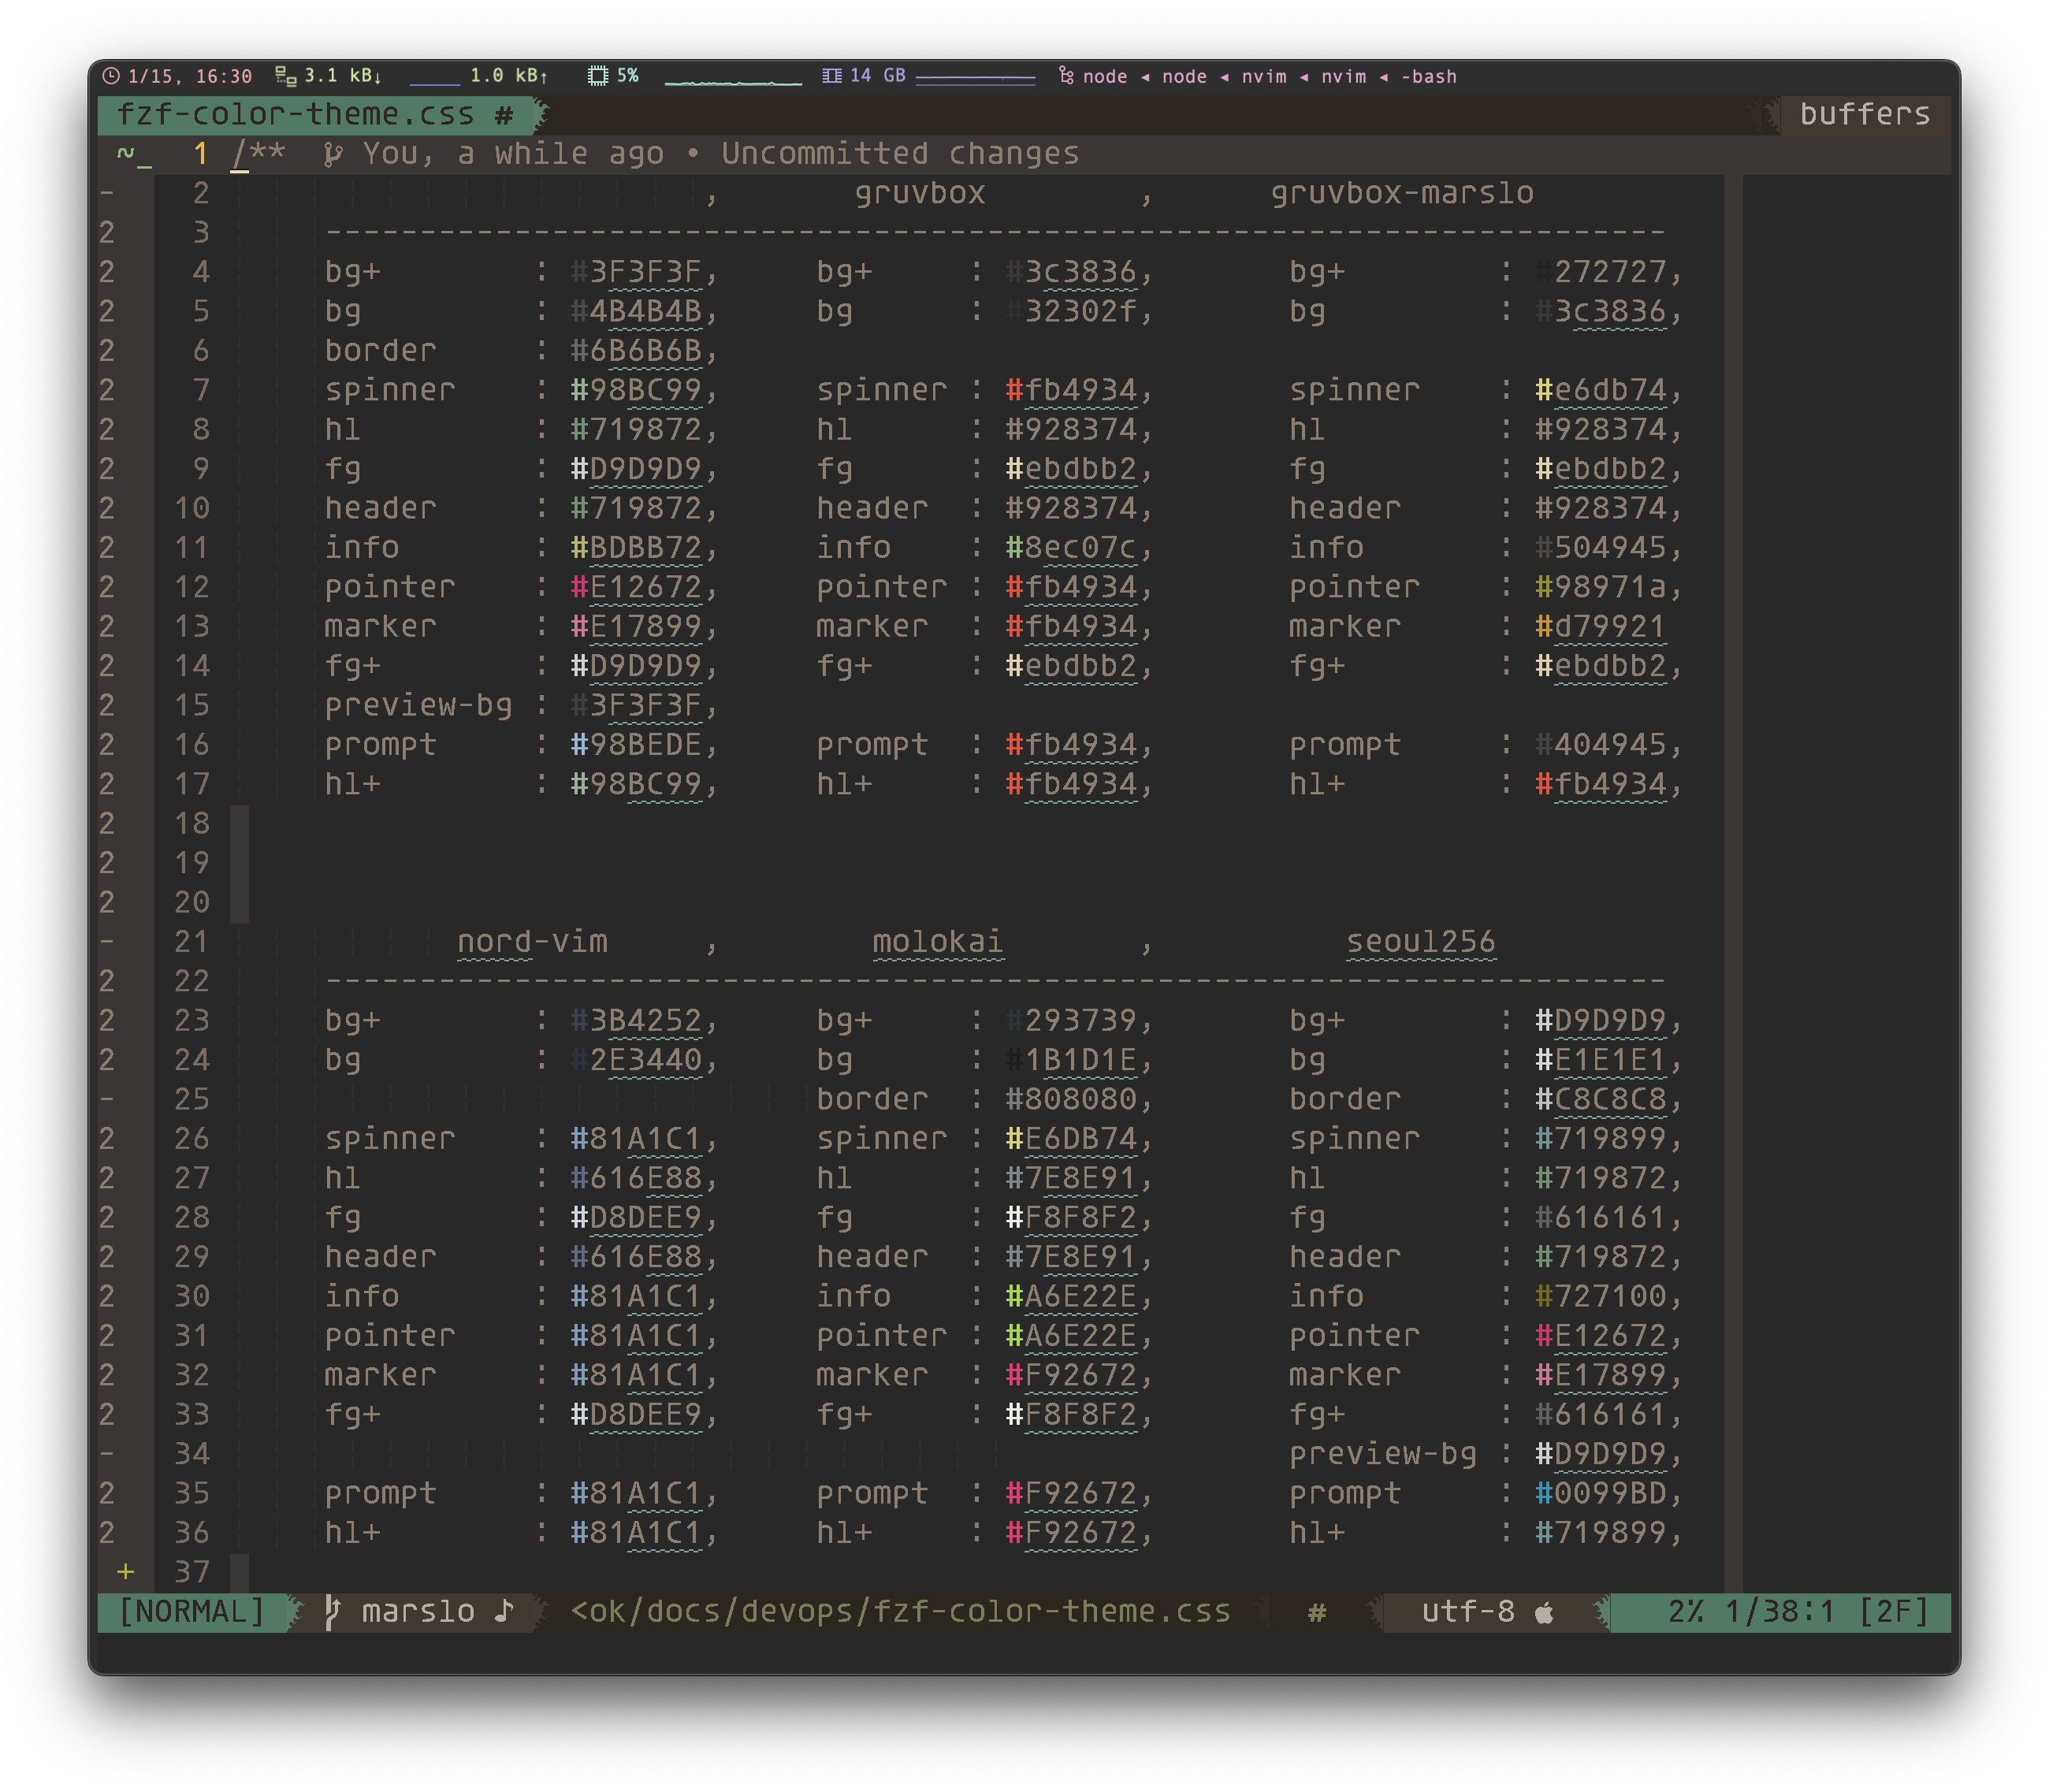 1/15, 16:30 3.1 kB↓ 1.0 kB↑ 5% 14 GB node ◂ node ◂ nvim ◂ nvim ◂ -bash
fzf-color-theme.css # buffers
~_ 1 /** You, a while ago • Uncommitted changes
- 2 , gruvbox , gruvbox-marslo
2 3 -----------------------------------------------------------------------
2 4 bg+ : #3F3F3F, bg+ : #3c3836, bg+ : #272727,
2 5 bg : #4B4B4B, bg : #32302f, bg : #3c3836,
2 6 border : #6B6B6B,
2 7 spinner : #98BC99, spinner : #fb4934, spinner : #e6db74,
2 8 hl : #719872, hl : #928374, hl : #928374,
2 9 fg : #D9D9D9, fg : #ebdbb2, fg : #ebdbb2,
2 10 header : #719872, header : #928374, header : #928374,
2 11 info : #BDBB72, info : #8ec07c, info : #504945,
2 12 pointer : #E12672, pointer : #fb4934, pointer : #98971a,
2 13 marker : #E17899, marker : #fb4934, marker : #d79921
2 14 fg+ : #D9D9D9, fg+ : #ebdbb2, fg+ : #ebdbb2,
2 15 preview-bg : #3F3F3F,
2 16 prompt : #98BEDE, prompt : #fb4934, prompt : #404945,
2 17 hl+ : #98BC99, hl+ : #fb4934, hl+ : #fb4934,
2 18
2 19
2 20
- 21 nord-vim , molokai , seoul256
2 22 -----------------------------------------------------------------------
2 23 bg+ : #3B4252, bg+ : #293739, bg+ : #D9D9D9,
2 24 bg : #2E3440, bg : #1B1D1E, bg : #E1E1E1,
- 25 border : #808080, border : #C8C8C8,
2 26 spinner : #81A1C1, spinner : #E6DB74, spinner : #719899,
2 27 hl : #616E88, hl : #7E8E91, hl : #719872,
2 28 fg : #D8DEE9, fg : #F8F8F2, fg : #616161,
2 29 header : #616E88, header : #7E8E91, header : #719872,
2 30 info : #81A1C1, info : #A6E22E, info : #727100,
2 31 pointer : #81A1C1, pointer : #A6E22E, pointer : #E12672,
2 32 marker : #81A1C1, marker : #F92672, marker : #E17899,
2 33 fg+ : #D8DEE9, fg+ : #F8F8F2, fg+ : #616161,
- 34 preview-bg : #D9D9D9,
2 35 prompt : #81A1C1, prompt : #F92672, prompt : #0099BD,
2 36 hl+ : #81A1C1, hl+ : #F92672, hl+ : #719899,
+ 37
[NORMAL] marslo ♪ <ok/docs/devops/fzf-color-theme.css # utf-8 2% 1/38:1 [2F]